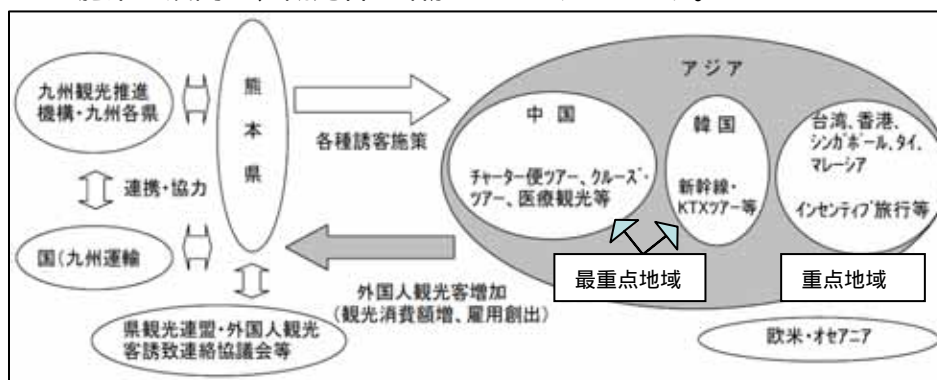 九州観光推進
機構・九州各県
連携・協力
国(九州運輸
熊
本
県
県観光連盟・外国人観光
客誘致連絡協議会等
各種誘客施策
外国人観光客増加
(観光消費額増、雇用創出)
アジア
中 国
チャーター便ツアー、クルーズ・
ツアー、医療観光等
韓 国
新幹線・
KTXツアー等
台湾、香港、
シンガポール、タイ、
マレーシア
インセンティブ旅行等
最重点地域
重点地域
欧米・オセアニア